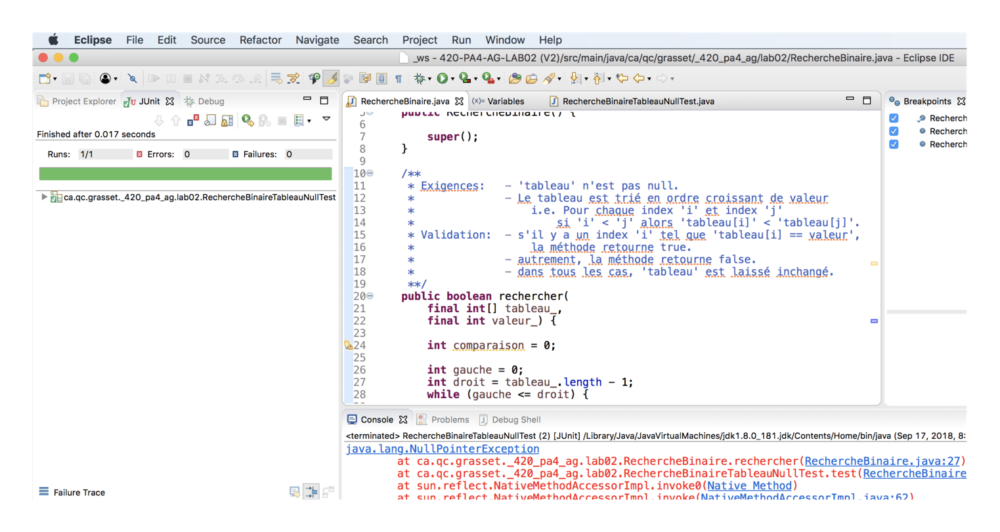 Eclipse File Edit Source Refactor Navigate Search Project Run Window Help
_ws - 420-PA4-AG-LAB02 (V2)/src/main/java/ca/qc/grasset/_420_pa4_ag/lab02/RechercheBinaire.java - Eclipse IDE
Project Explorer JUnit Debug
Finished after 0.017 seconds
Runs: 1/1 Errors: 0 Failures: 0
ca.qc.grasset._420_pa4_ag.lab02.RechercheBinaireTableauNullTest
Failure Trace
RechercheBinaire.java (x)= Variables RechercheBinaireTableauNullTest.java
5 public RechercheBinaire() {
6
7 super();
8 }
9
10 /**
11 * Exigences: - 'tableau' n'est pas null.
12 * - Le tableau est trié en ordre croissant de valeur
13 * i.e. Pour chaque index 'i' et index 'j'
14 * si 'i' < 'j' alors 'tableau[i]' < 'tableau[j]'.
15 * Validation: - s'il y a un index 'i' tel que 'tableau[i] == valeur',
16 * la méthode retourne true.
17 * - autrement, la méthode retourne false.
18 * - dans tous les cas, 'tableau' est laissé inchangé.
19 **/
20 public boolean rechercher(
21 final int[] tableau_,
22 final int valeur_) {
23
24 int comparaison = 0;
25
26 int gauche = 0;
27 int droit = tableau_.length - 1;
28 while (gauche <= droit) {
Breakpoints
Recherch
Recherch
Recherch
Console Problems Debug Shell
<terminated> RechercheBinaireTableauNullTest (2) [JUnit] /Library/Java/JavaVirtualMachines/jdk1.8.0_181.jdk/Contents/Home/bin/java (Sep 17, 2018, 8:
java.lang.NullPointerException
at ca.qc.grasset._420_pa4_ag.lab02.RechercheBinaire.rechercher(RechercheBinaire.java:27)
at ca.qc.grasset._420_pa4_ag.lab02.RechercheBinaireTableauNullTest.test(RechercheBinaire
at sun.reflect.NativeMethodAccessorImpl.invoke0(Native Method)
at sun.reflect.NativeMethodAccessorImpl.invoke(NativeMethodAccessorImpl.java:62)